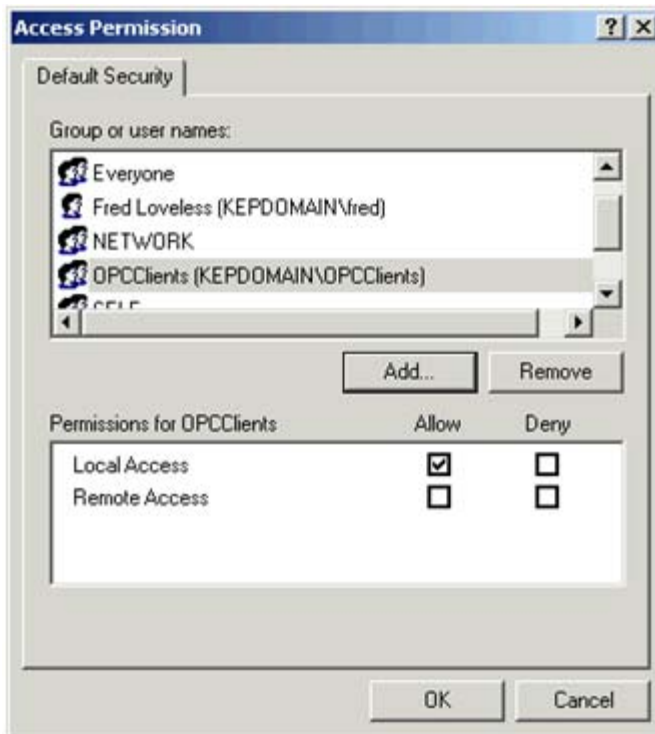 Access Permission
Default Security
Group or user names:
Everyone
Fred Loveless (KEPDOMAIN\fred)
NETWORK
OPCClients (KEPDOMAIN\OPCClients)
SELF
Add... Remove
Permissions for OPCClients Allow Deny
Local Access
Remote Access
OK Cancel